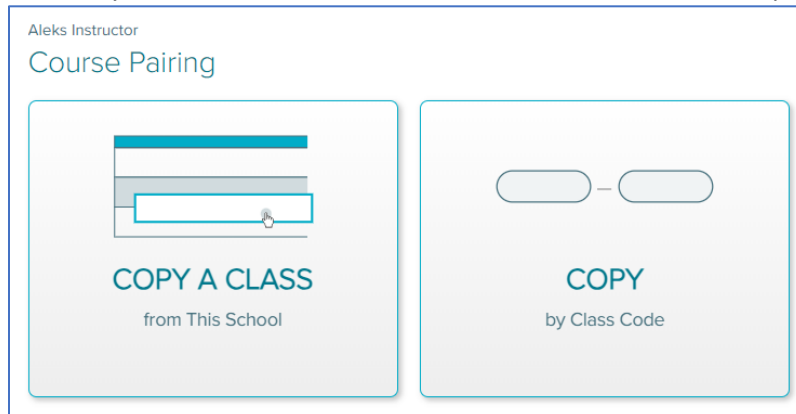 Aleks Instructor
Course Pairing
COPY A CLASS
from This School
COPY
by Class Code